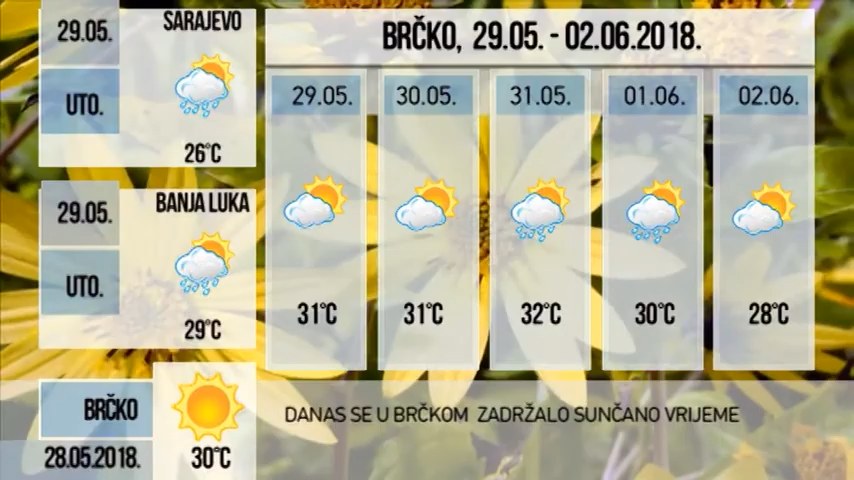 29.05.
UTO.
SARAJEVO
26°C
29.05.
UTO.
BANJA LUKA
29°C
BRČKO
28.05.2018.
30°C
BRČKO, 29.05. - 02.06.2018.
29.05. 30.05. 31.05. 01.06. 02.06.
31°C 31°C 32°C 30°C 28°C
DANAS SE U BRČKOM ZADRŽALO SUNČANO VRIJEME